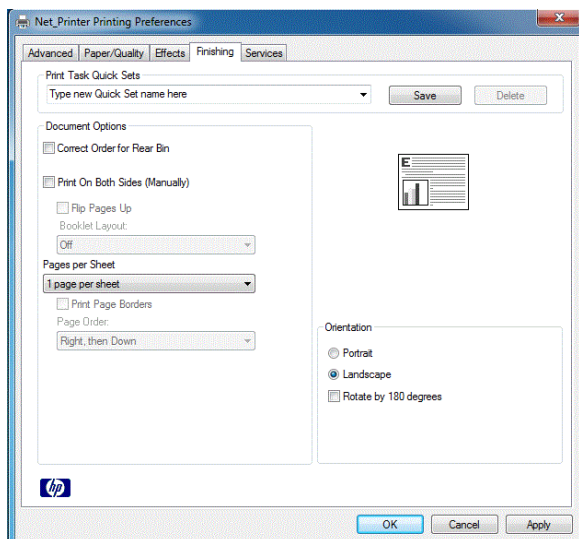 Net_Printer Printing Preferences
Advanced Paper/Quality Effects Finishing Services
Print Task Quick Sets
Type new Quick Set name here Save Delete
Document Options
Correct Order for Rear Bin
Print On Both Sides (Manually)
Flip Pages Up
Booklet Layout:
Off
Pages per Sheet
1 page per sheet
Print Page Borders
Page Order:
Right, then Down
E
Orientation
Portrait
Landscape
Rotate by 180 degrees
hp
OK Cancel Apply